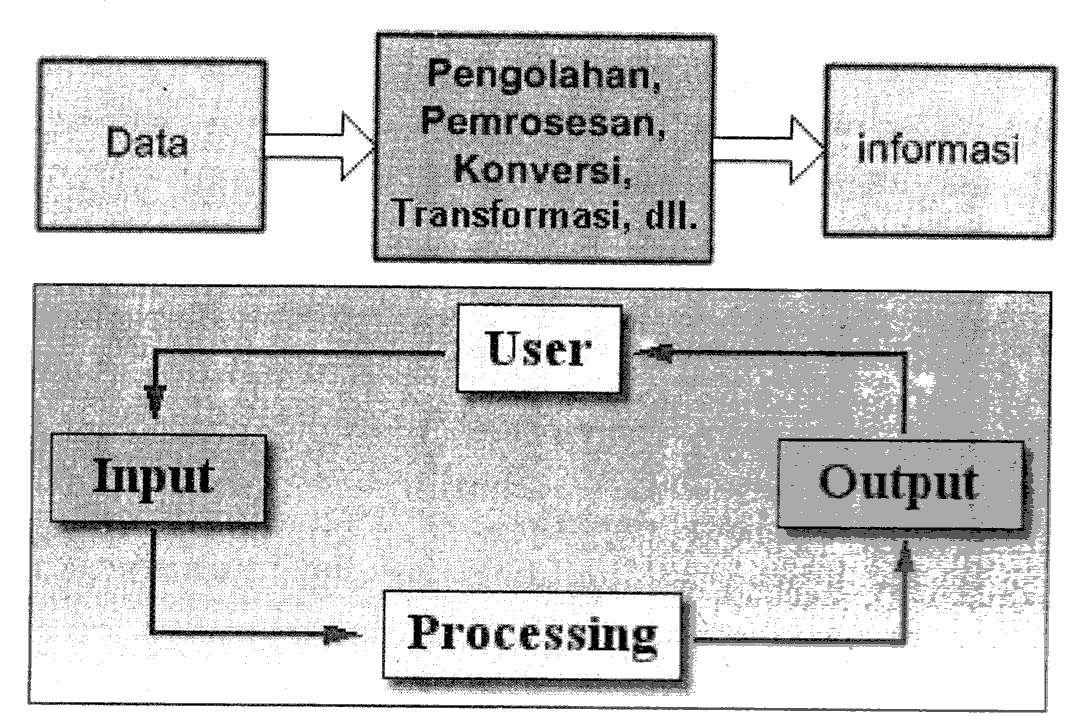 Data
Pengolahan,
Pemrosesan,
Konversi,
Transformasi, dll.
informasi
User
Input
Output
Processing